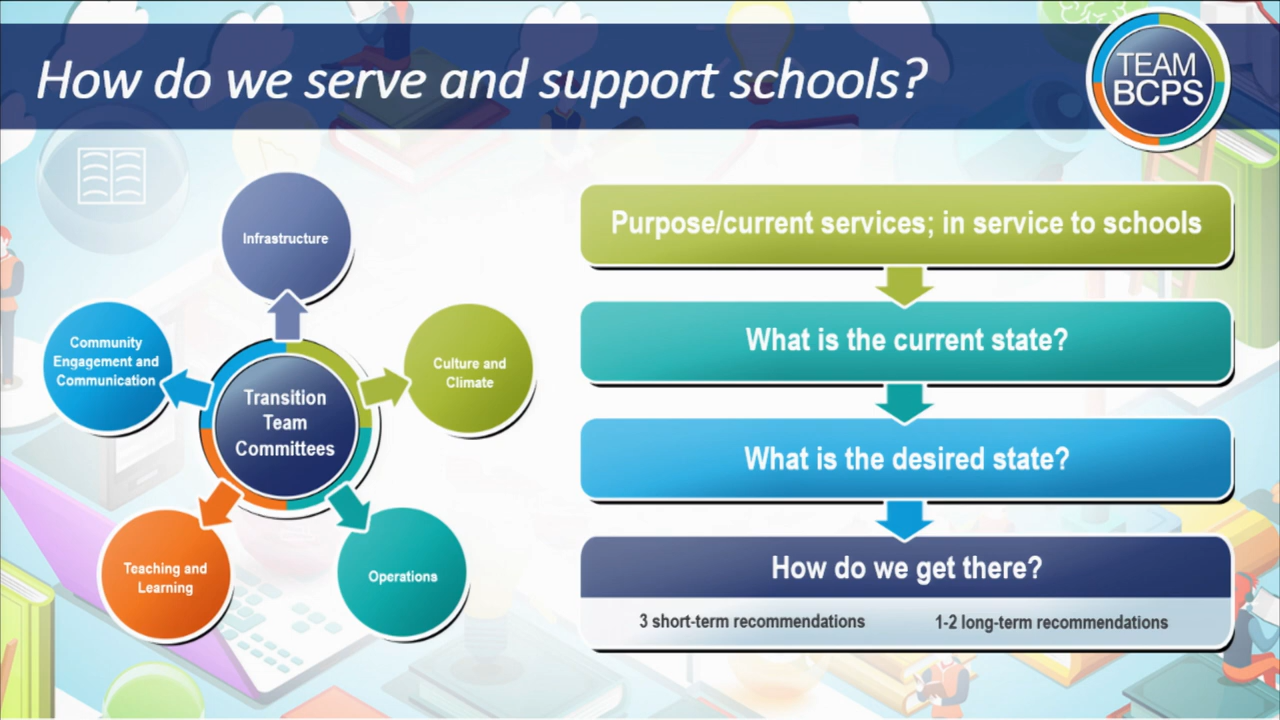 How do we serve and support schools?
TEAM
BCPS
Infrastructure
Community
Engagement and
Communication
Culture and
Climate
Transition
Team
Committees
Teaching and
Learning
Operations
Purpose/current services; in service to schools
What is the current state?
What is the desired state?
How do we get there?
3 short-term recommendations
1-2 long-term recommendations